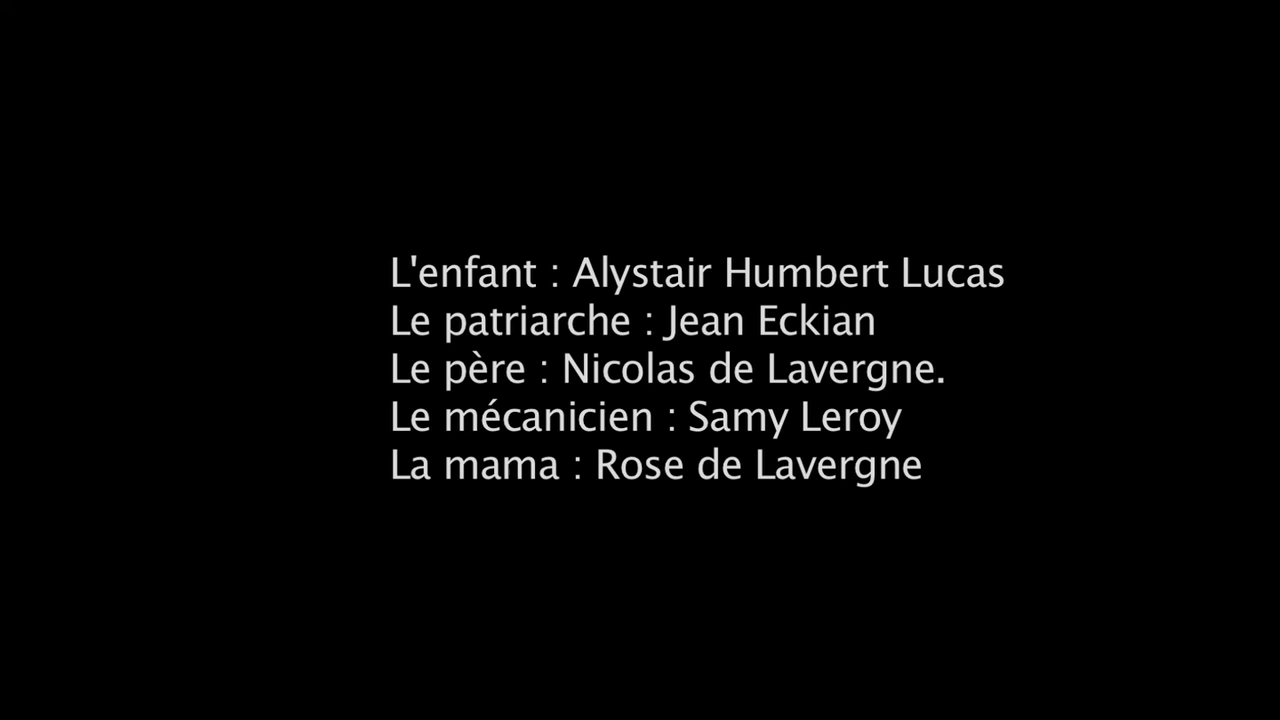 L'enfant : Alystair Humbert Lucas
Le patriarche : Jean Eckian
Le père : Nicolas de Lavergne.
Le mécanicien : Samy Leroy
La mama : Rose de Lavergne